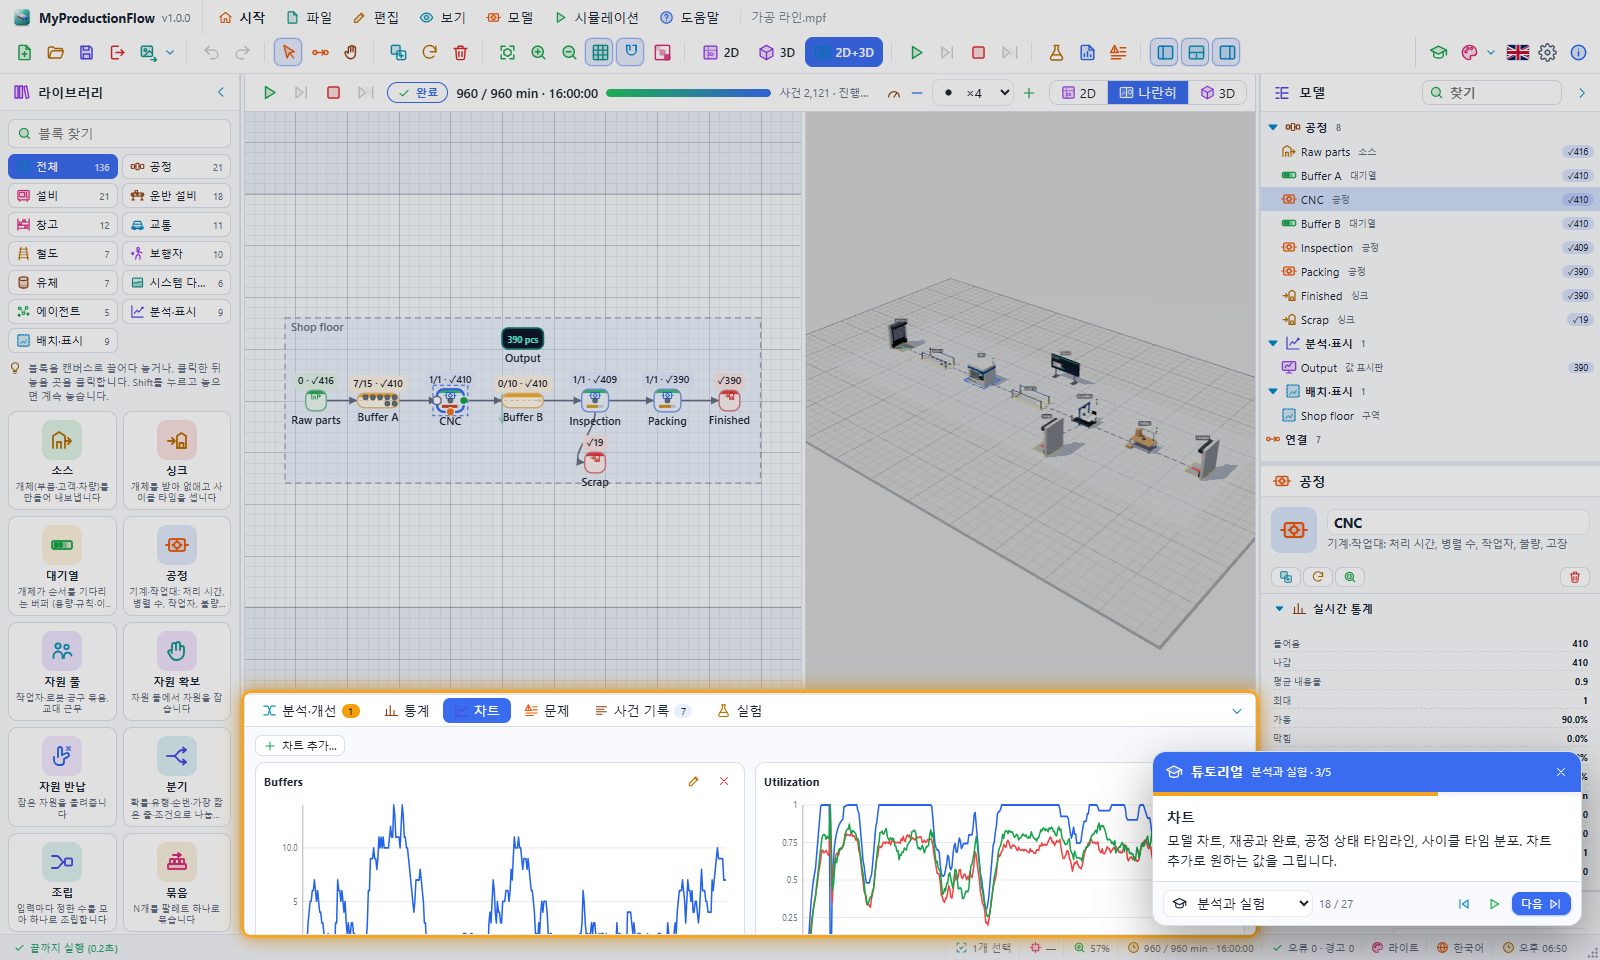 MyProductionFlow v1.0.0
시작
파일
편집
보기
모델
시뮬레이션
도움말
가공 라인.mpf
2D
3D
2D+3D
라이브러리
블록 찾기
전체 136
공정 21
설비 21
운반 설비 18
창고 12
교통 11
철도 7
보행자 10
유체 7
시스템 다... 6
에이전트 5
분석·표시 9
배치·표시 9
블록을 캔버스로 끌어다 놓거나, 클릭한 뒤
놓을 곳을 클릭합니다. Shift를 누르고 놓으
면 계속 놓습니다.
소스
개체(부품·고객·차량)를
만들어 내보냅니다
싱크
개체를 받아 없애고 사
이클 타임을 셉니다
대기열
개체가 순서를 기다리
는 버퍼 (용량·규칙·이...
공정
기계·작업대: 처리 시간,
병렬 수, 작업자, 불량,...
자원 풀
작업자·로봇·공구 묶음,
교대 근무
자원 확보
자원 풀에서 자원을 잡
습니다
자원 반납
잡은 자원을 돌려줍니
다
분기
확률·유형·순번·가장 짧
은 줄·조건으로 나눕...
조립
입력마다 정한 수를 모
아 하나로 조립합니다
묶음
N개를 팔레트 하나로
묶습니다
완료
960 / 960 min · 16:00:00
사건 2,121 · 진행...
×4
2D
나란히
3D
Shop floor
390 pcs
Output
0 · ✓416
7/15 · ✓410
1/1 · ✓410
0/10 · ✓410
1/1 · ✓409
1/1 · ✓390
✓390
Raw parts
Buffer A
CNC
Buffer B
Inspection
Packing
Finished
✓19
Scrap
분석·개선 1
통계
차트
문제
사건 기록 7
실험
차트 추가...
Buffers
10.0
5
Utilization
1
0.75
0.5
0.25
모델
찾기
공정 8
Raw parts 소스 ✓416
Buffer A 대기열 ✓410
CNC 공정 ✓410
Buffer B 대기열 ✓410
Inspection 공정 ✓409
Packing 공정 ✓390
Finished 싱크 ✓390
Scrap 싱크 ✓19
분석·표시 1
Output 값 표시판 390
배치·표시 1
Shop floor 구역
연결 7
공정
CNC
기계·작업대: 처리 시간, 병렬 수, 작업자, 불량, 고장
실시간 통계
들어옴 410
나감 410
평균 내용물 0.9
최대 1
가동 90.0%
막힘 0.0%
튜토리얼 분석과 실험 · 3/5
차트
모델 차트, 재공과 완료, 공정 상태 타임라인, 사이클 타임 분포. 차트
추가로 원하는 값을 그립니다.
분석과 실험
18 / 27
다음
끝까지 실행 (0.2초)
1개 선택
—
57%
960 / 960 min · 16:00:00
오류 0 · 경고 0
라이트
한국어
오후 06:50